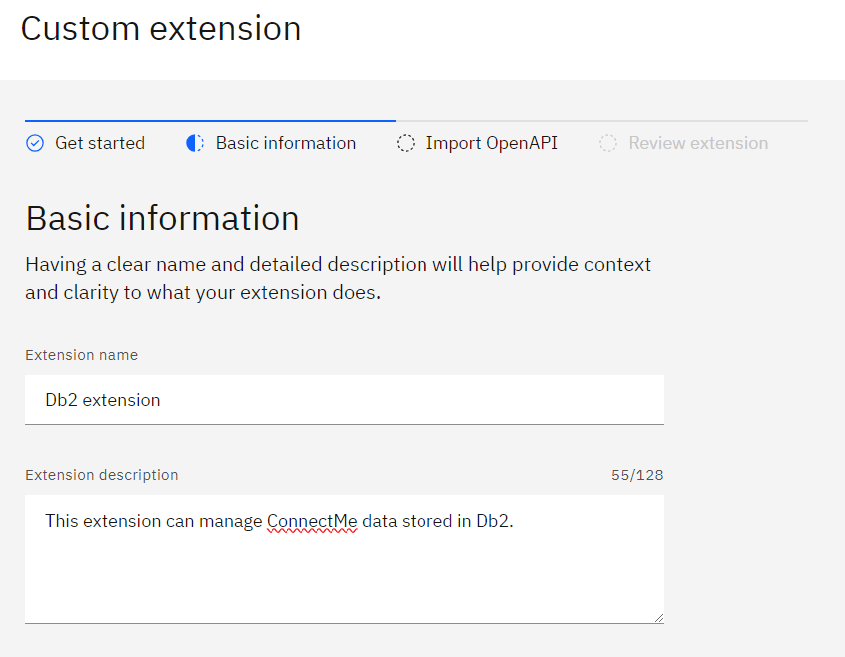 Custom extension
Get started
Basic information
Import OpenAPI
Review extension
Basic information
Having a clear name and detailed description will help provide context
and clarity to what your extension does.
Extension name
Db2 extension
Extension description 55/128
This extension can manage ConnectMe data stored in Db2.